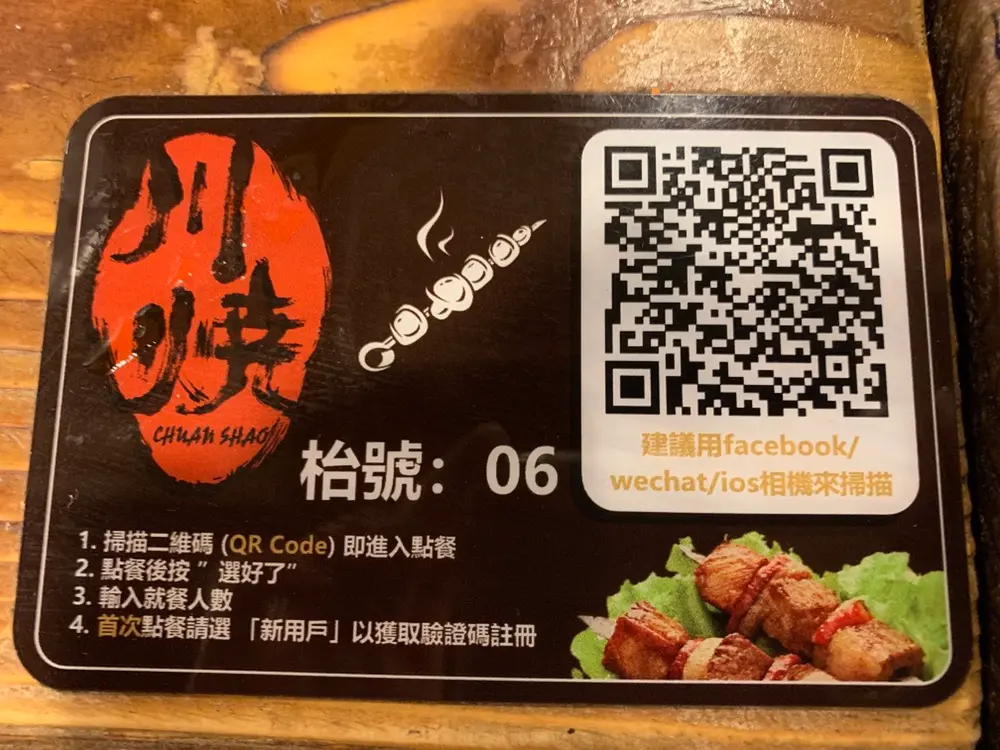 川
燒
CHUAN SHAO
枱號：06
建議用facebook/
wechat/ios相機來掃描
1. 掃描二維碼 (QR Code) 即進入點餐
2. 點餐後按 ” 選好了”
3. 輸入就餐人數
4. 首次點餐請選 「新用戶」以獲取驗證碼註冊